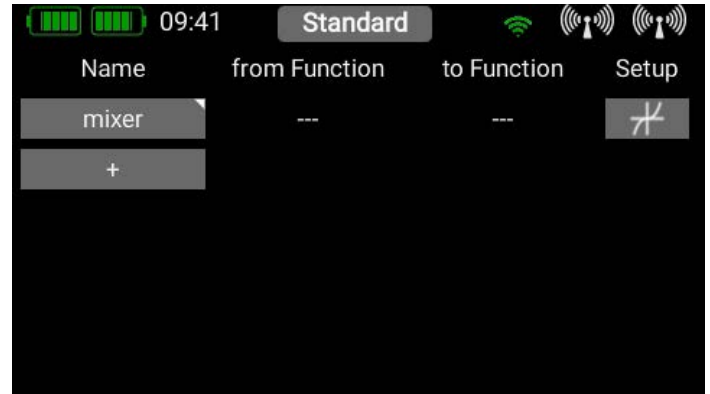 09:41 Standard
Name from Function to Function Setup
mixer --- ---
+